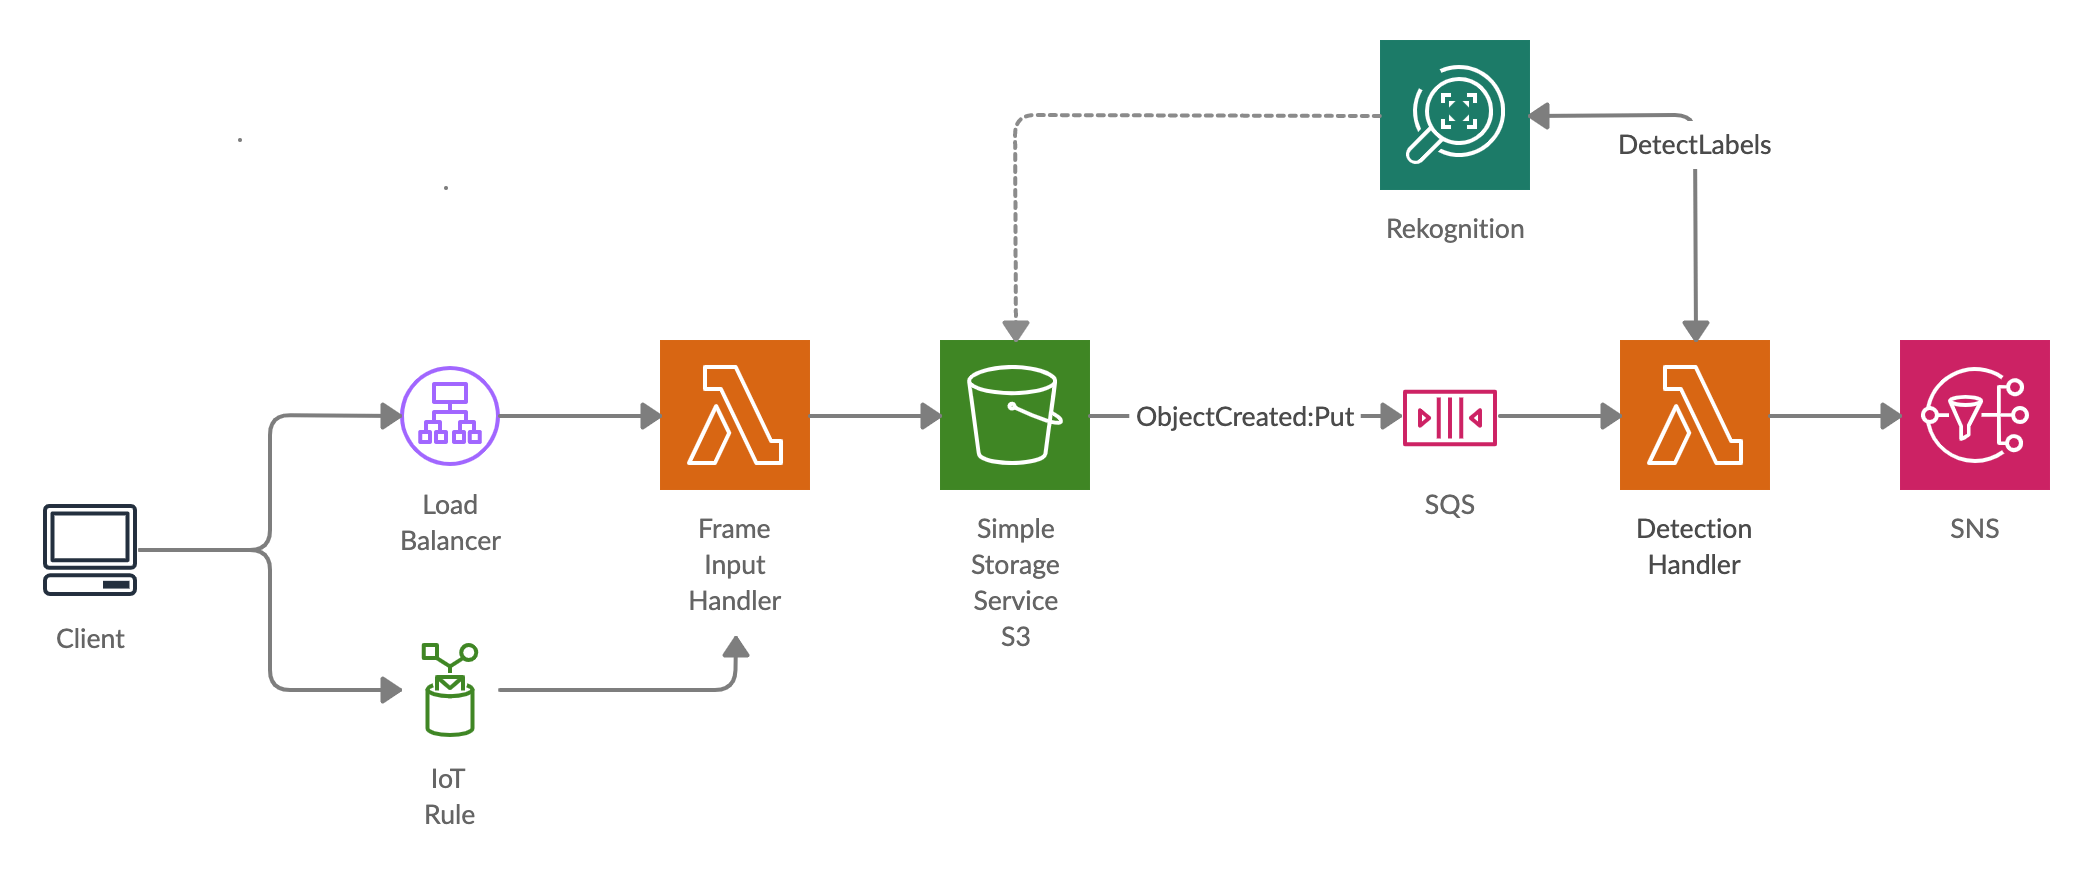 DetectLabels
Rekognition
ObjectCreated:Put
Load
Balancer
Frame
Input
Handler
Simple
Storage
Service
S3
SQS
Detection
Handler
SNS
Client
IoT
Rule